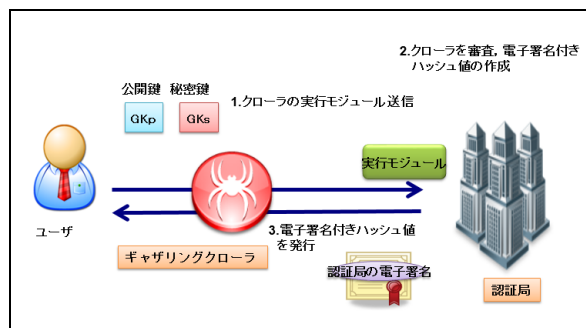 2.クローラを審査,電子署名付き
ハッシュ値の作成
公開鍵 秘密鍵
1.クローラの実行モジュール送信
GKp GKs
実行モジュール
ユーザ
3.電子署名付きハッシュ値
を発行
ギャザリングクローラ
認証局の電子署名
認証局